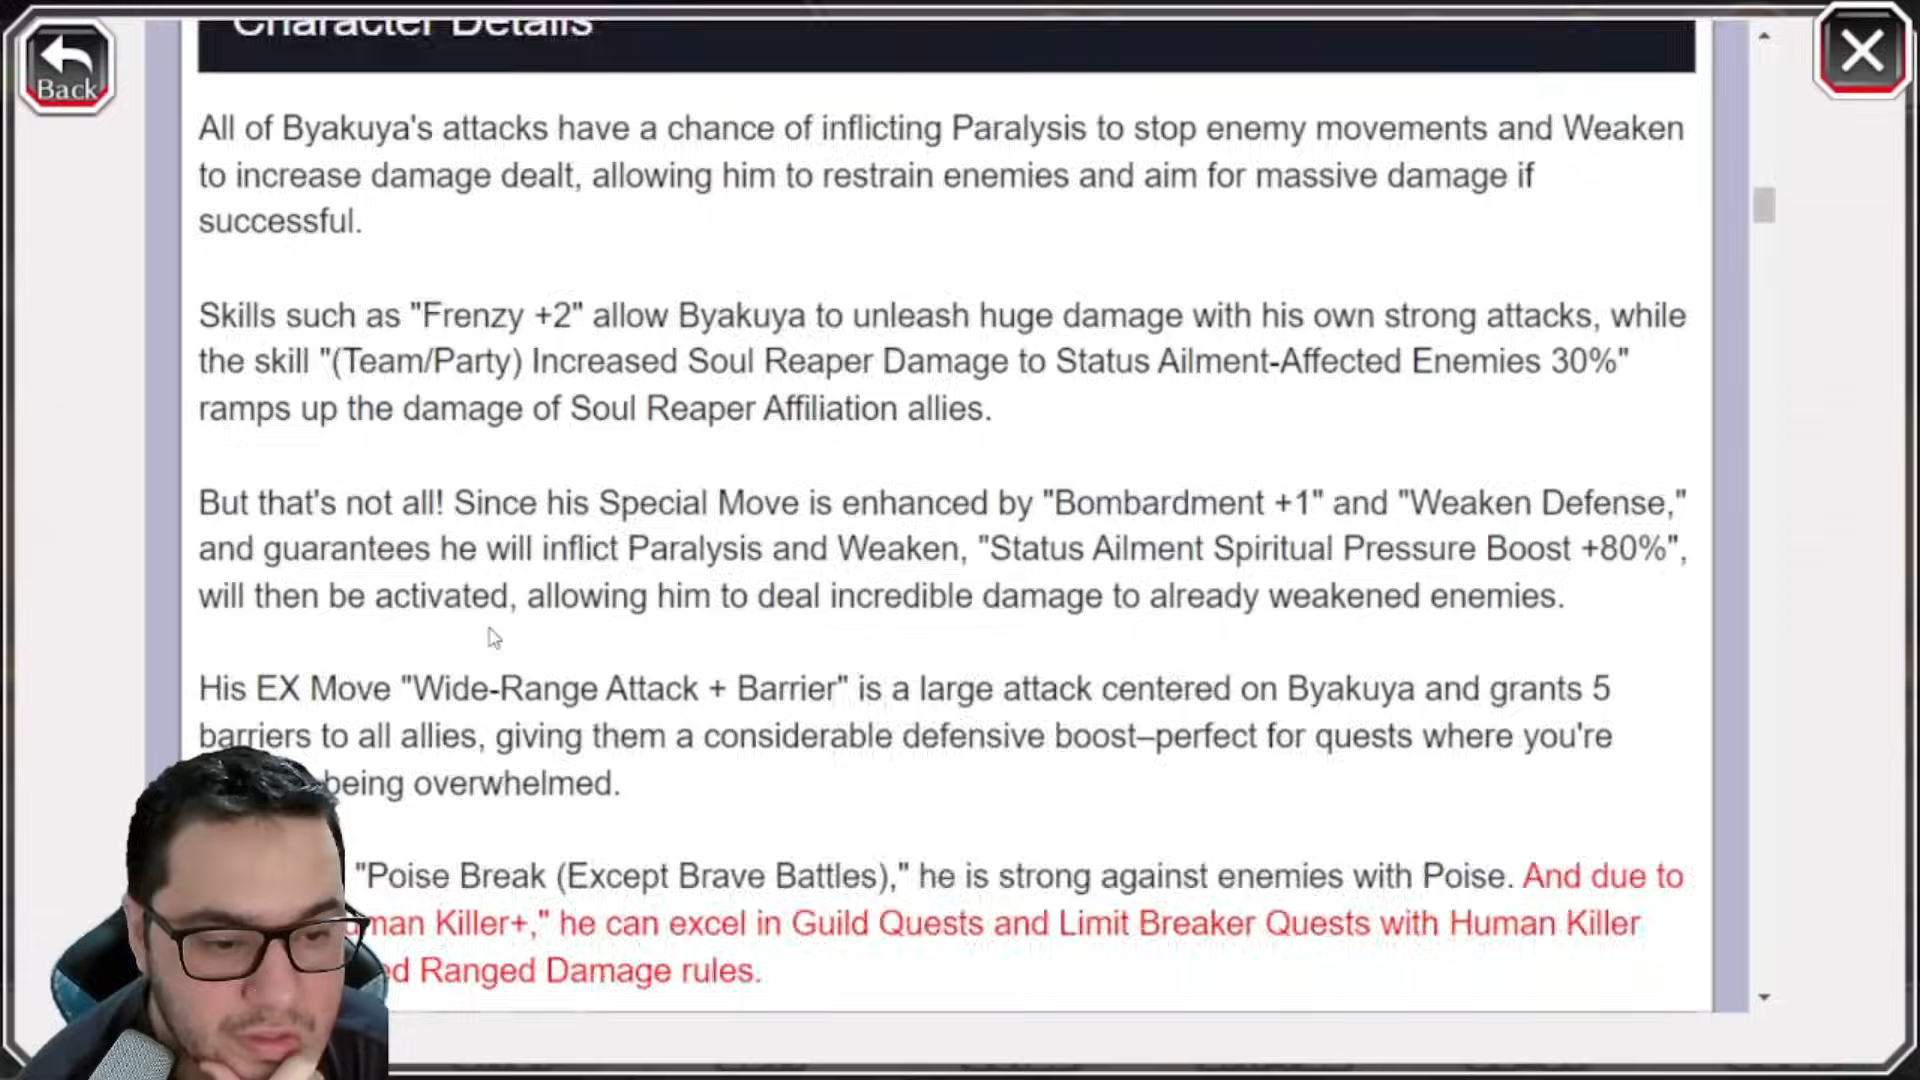 Character Details
Back
All of Byakuya's attacks have a chance of inflicting Paralysis to stop enemy movements and Weaken
to increase damage dealt, allowing him to restrain enemies and aim for massive damage if
successful.
Skills such as "Frenzy +2" allow Byakuya to unleash huge damage with his own strong attacks, while
the skill "(Team/Party) Increased Soul Reaper Damage to Status Ailment-Affected Enemies 30%"
ramps up the damage of Soul Reaper Affiliation allies.
But that's not all! Since his Special Move is enhanced by "Bombardment +1" and "Weaken Defense,"
and guarantees he will inflict Paralysis and Weaken, "Status Ailment Spiritual Pressure Boost +80%",
will then be activated, allowing him to deal incredible damage to already weakened enemies.
His EX Move "Wide-Range Attack + Barrier" is a large attack centered on Byakuya and grants 5
barriers to all allies, giving them a considerable defensive boost–perfect for quests where you're
being overwhelmed.
"Poise Break (Except Brave Battles)," he is strong against enemies with Poise. And due to
Killer+," he can excel in Guild Quests and Limit Breaker Quests with Human Killer
Ranged Damage rules.